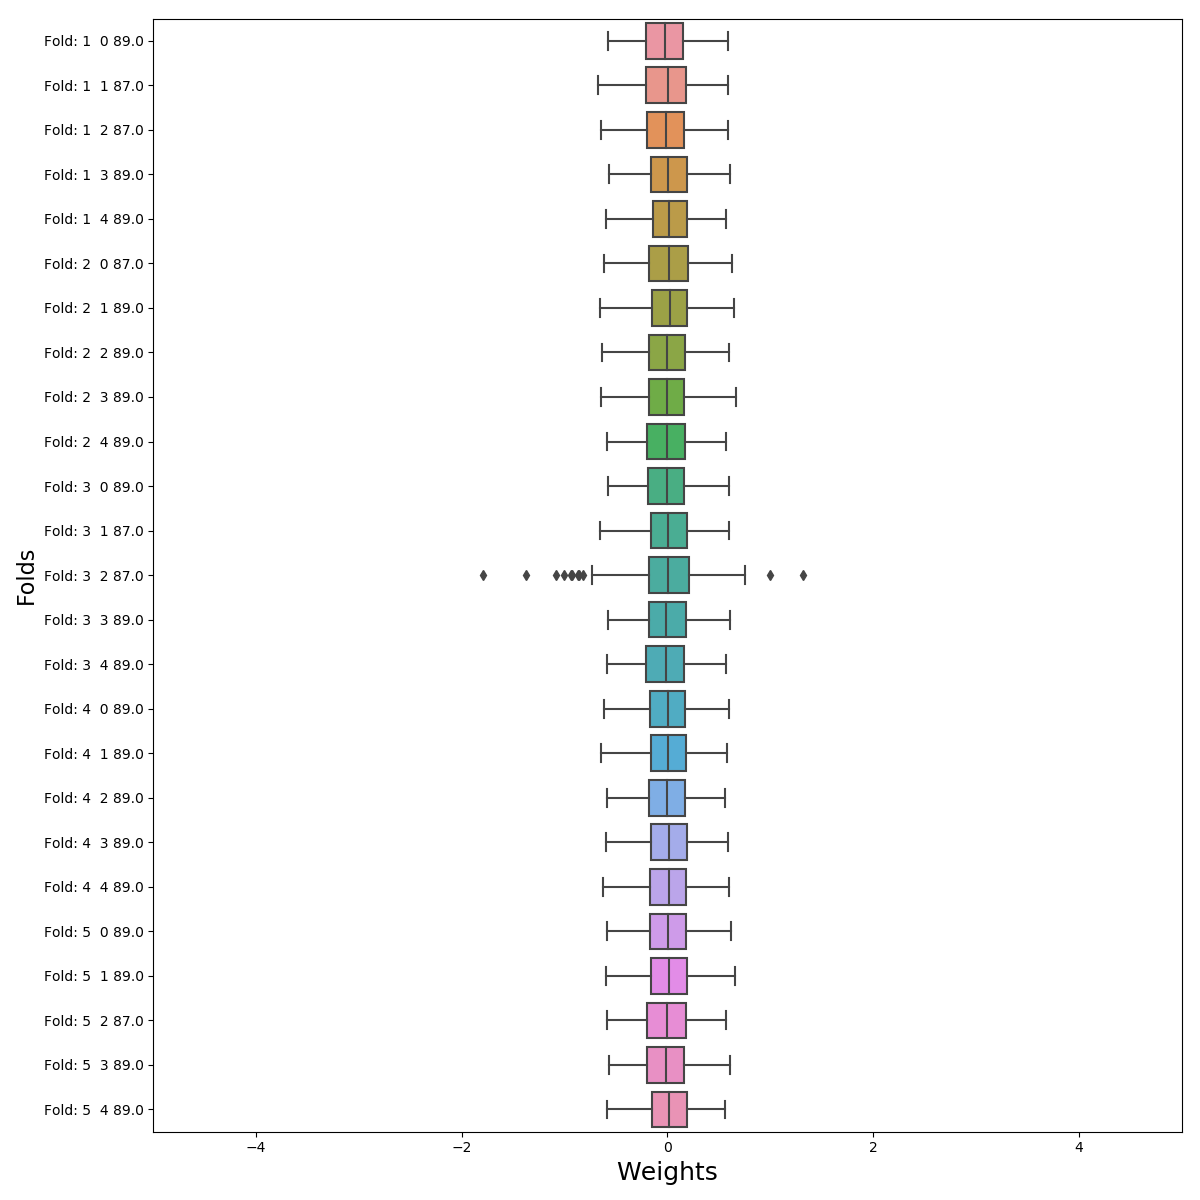 Fold: 1  0 89.0
Fold: 1  1 87.0
Fold: 1  2 87.0
Fold: 1  3 89.0
Fold: 1  4 89.0
Fold: 2  0 87.0
Fold: 2  1 89.0
Fold: 2  2 89.0
Fold: 2  3 89.0
Fold: 2  4 89.0
Fold: 3  0 89.0
Fold: 3  1 87.0
Fold: 3  2 87.0
Fold: 3  3 89.0
Fold: 3  4 89.0
Fold: 4  0 89.0
Fold: 4  1 89.0
Fold: 4  2 89.0
Fold: 4  3 89.0
Fold: 4  4 89.0
Fold: 5  0 89.0
Fold: 5  1 89.0
Fold: 5  2 87.0
Fold: 5  3 89.0
Fold: 5  4 89.0
Folds
−4 −2 0 2 4
Weights